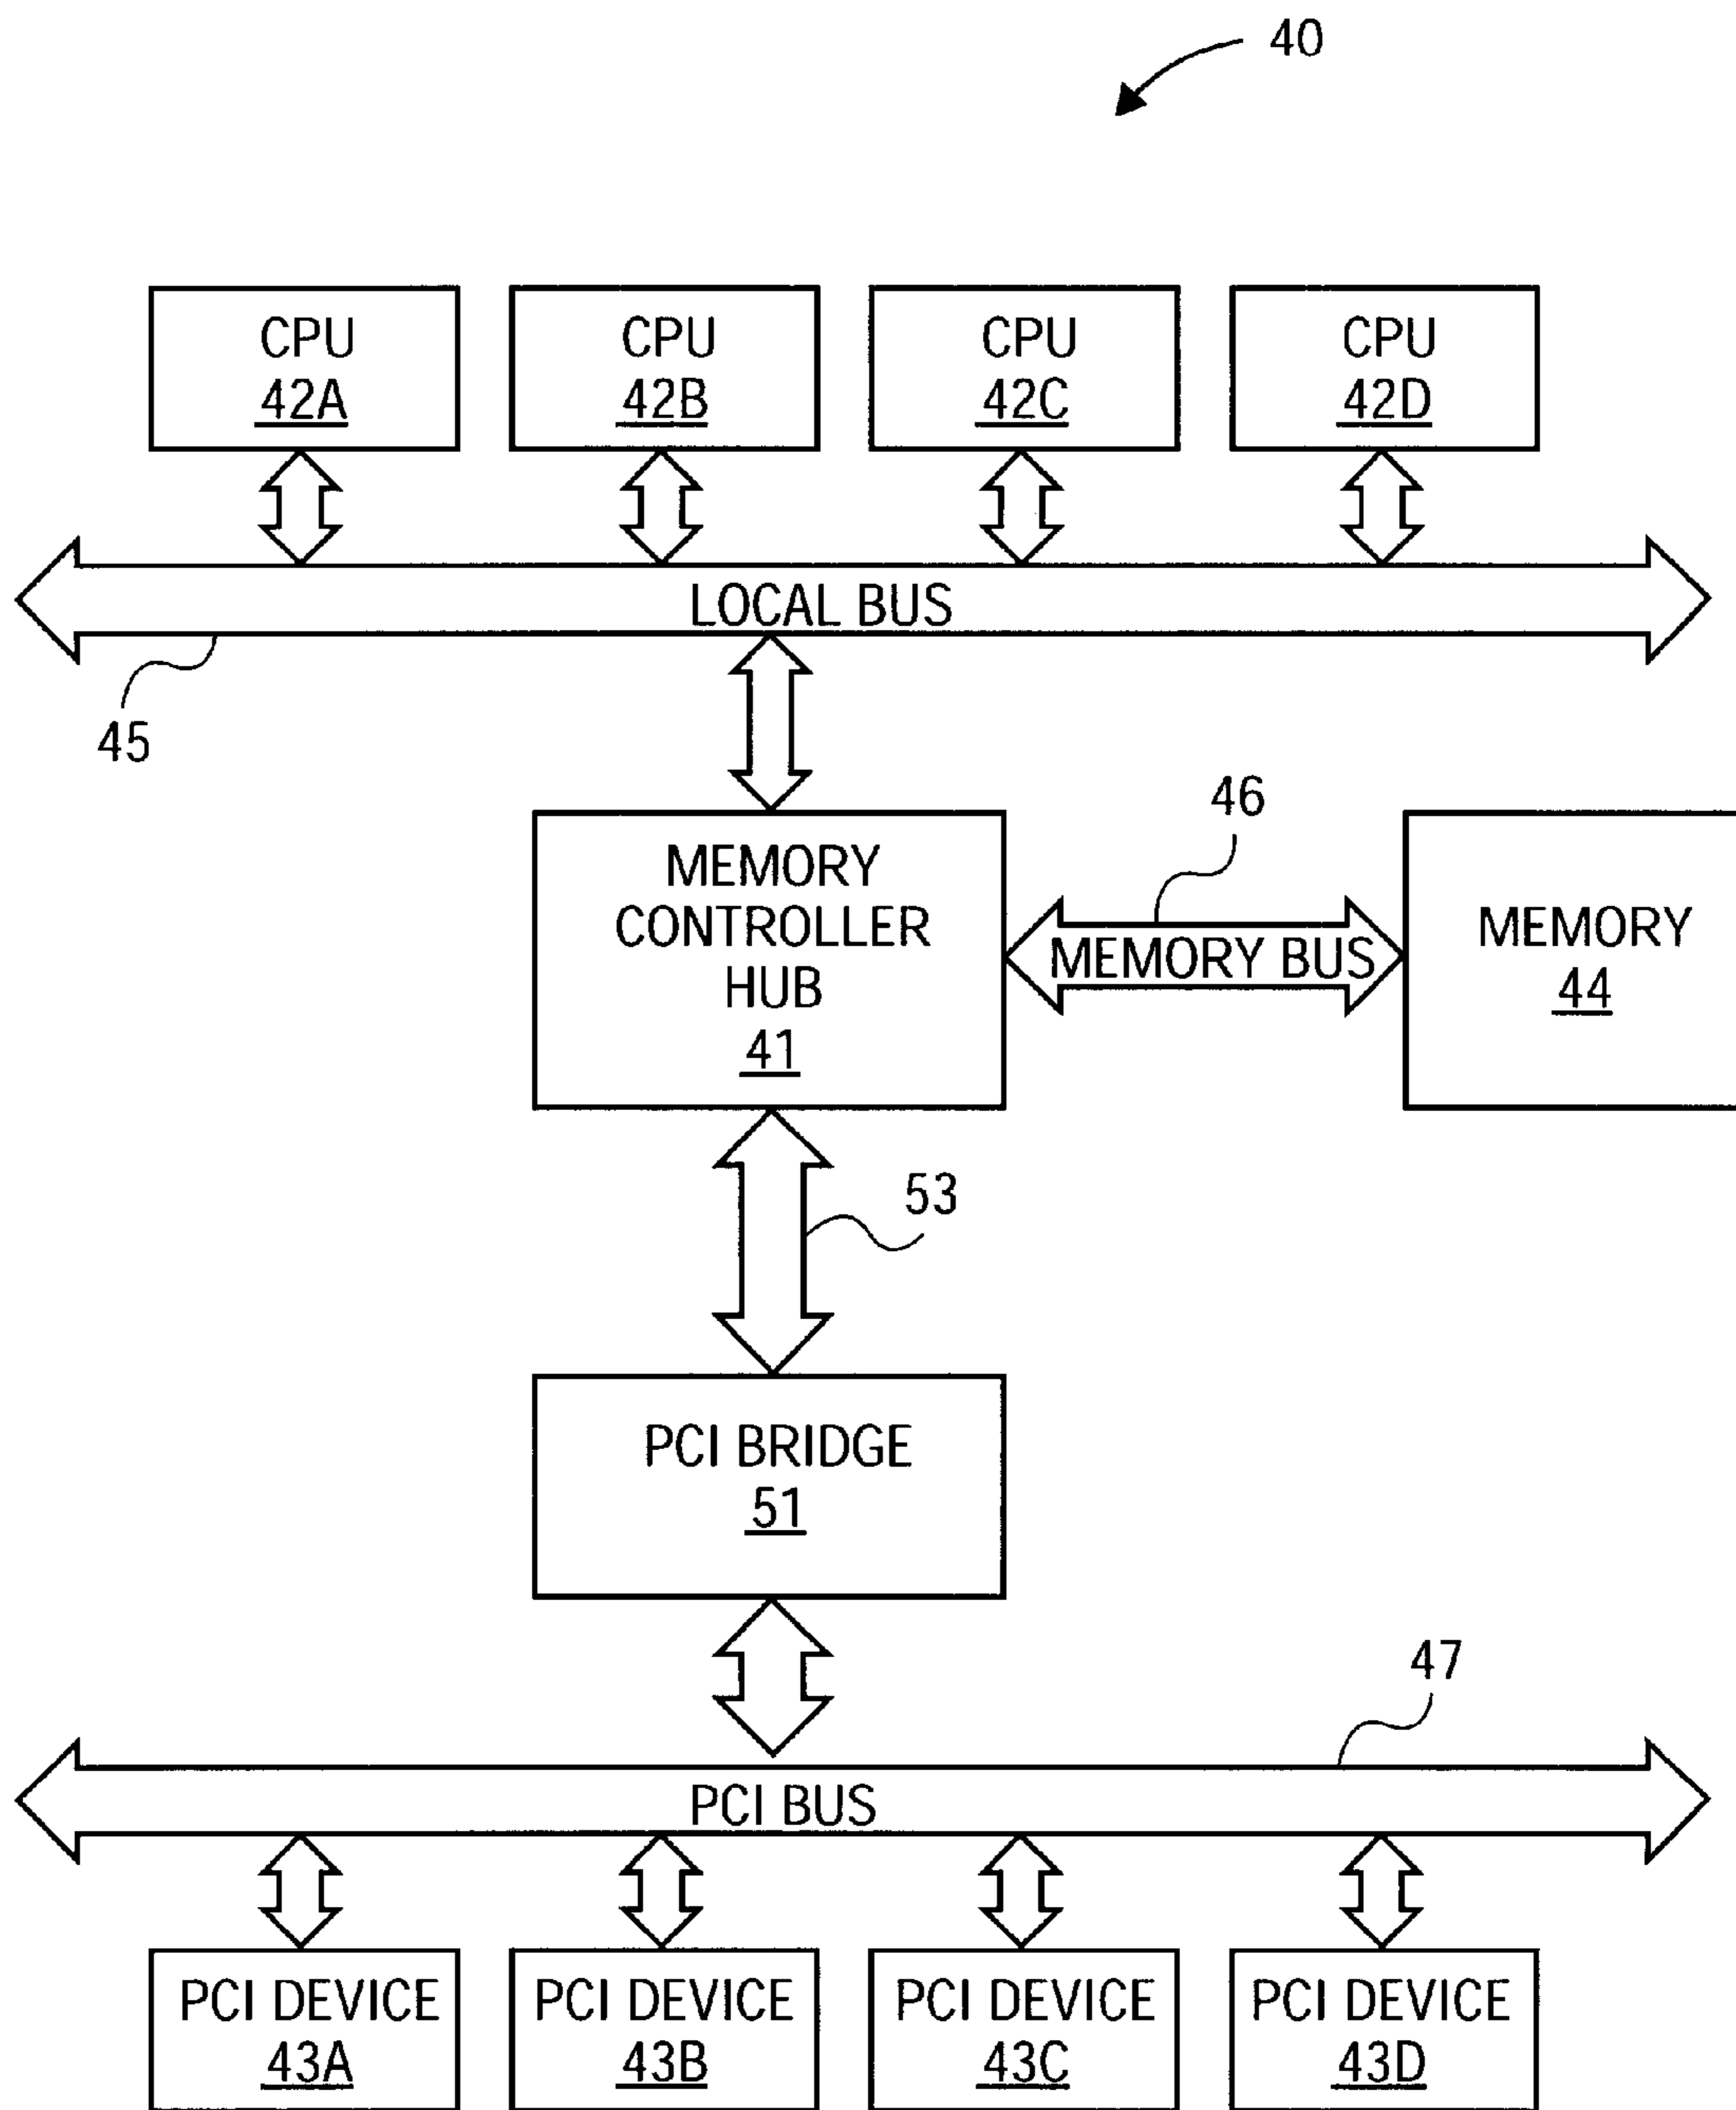 40
CPU
42A
CPU
42B
CPU
42C
CPU
42D
LOCAL BUS
45
46
MEMORY
CONTROLLER
HUB
41
MEMORY BUS
MEMORY
44
53
PCI BRIDGE
51
47
PCI BUS
PCI DEVICE
43A
PCI DEVICE
43B
PCI DEVICE
43C
PCI DEVICE
43D